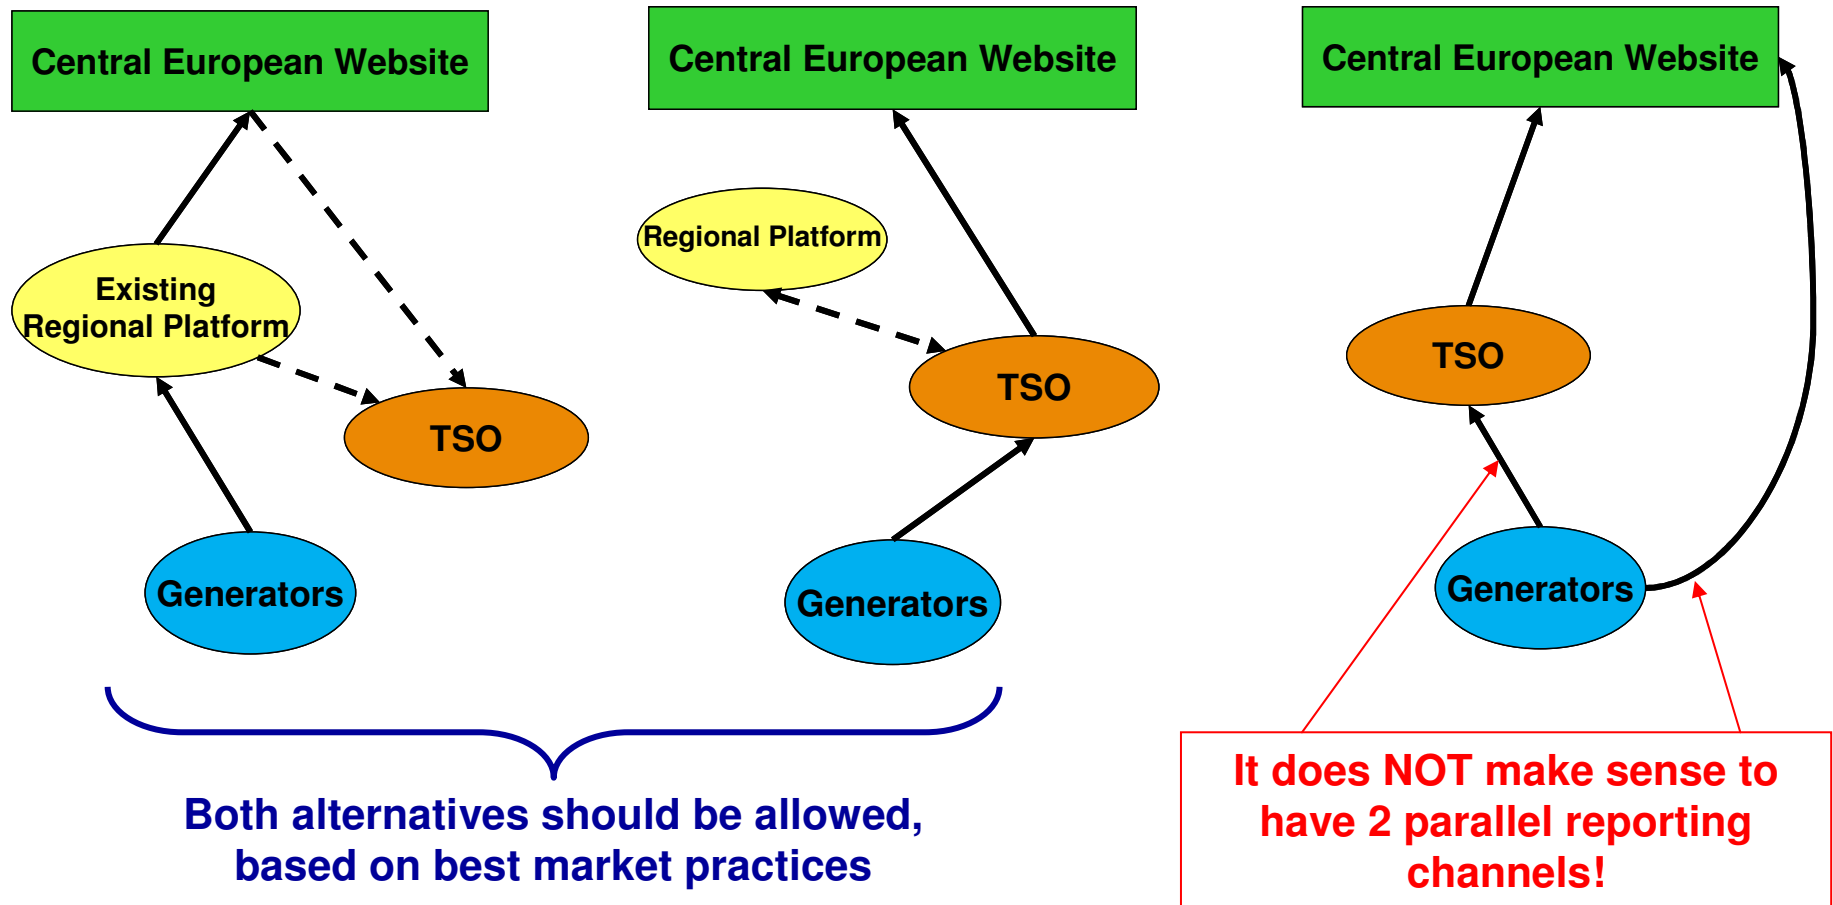 Central European Website
Existing
Regional Platform
TSO
Generators
Central European Website
Regional Platform
TSO
Generators
Both alternatives should be allowed,
based on best market practices
Central European Website
TSO
Generators
It does NOT make sense to
have 2 parallel reporting
channels!